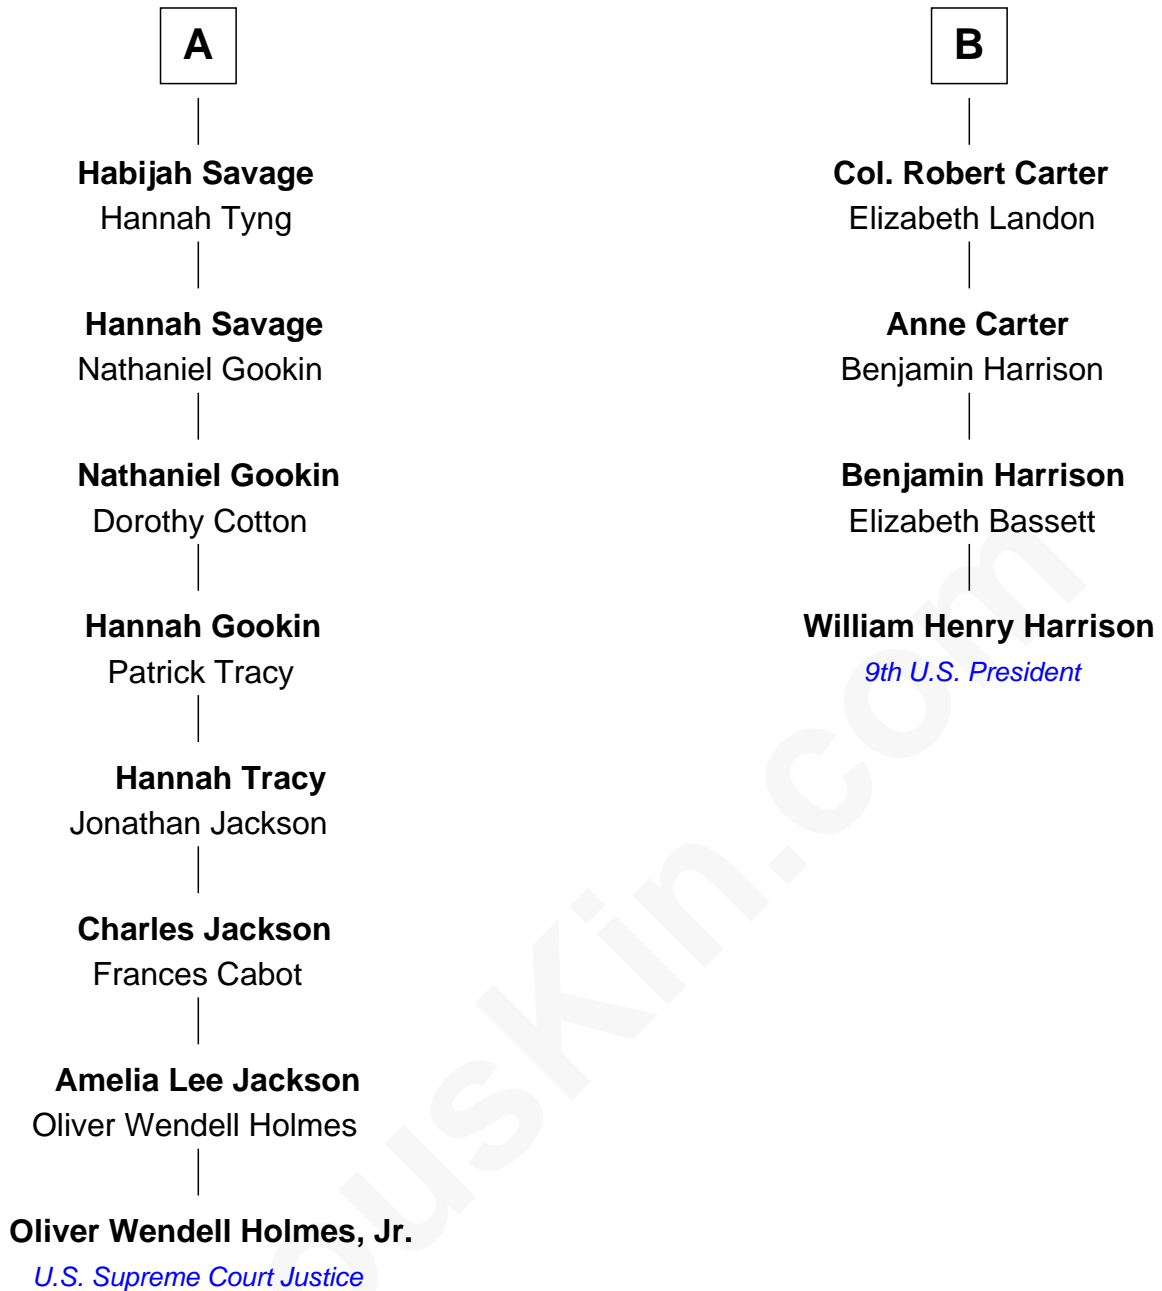 A
Habijah Savage
Hannah Tyng
Hannah Savage
Nathaniel Gookin
Nathaniel Gookin
Dorothy Cotton
Hannah Gookin
Patrick Tracy
Hannah Tracy
Jonathan Jackson
Charles Jackson
Frances Cabot
Amelia Lee Jackson
Oliver Wendell Holmes
Oliver Wendell Holmes, Jr.
U.S. Supreme Court Justice
B
Col. Robert Carter
Elizabeth Landon
Anne Carter
Benjamin Harrison
Benjamin Harrison
Elizabeth Bassett
William Henry Harrison
9th U.S. President
ousKin.com